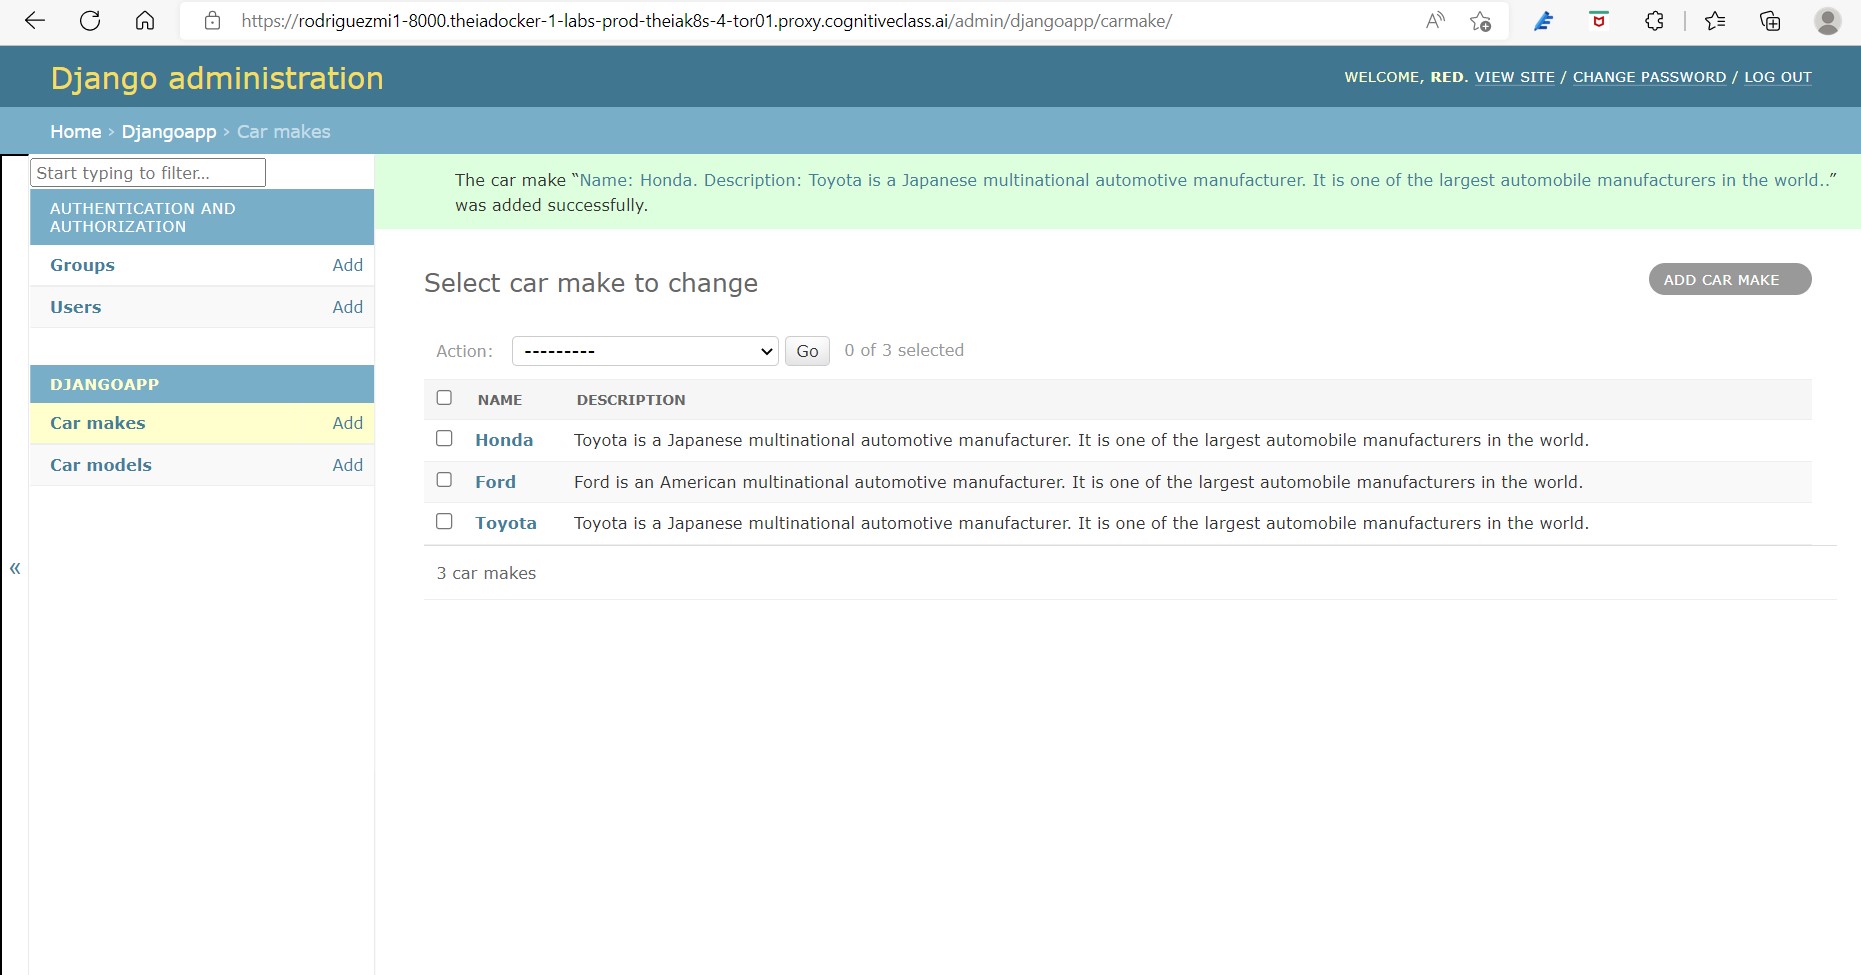 https://rodriguezmi1-8000.theiadocker-1-labs-prod-theiak8s-4-tor01.proxy.cognitiveclass.ai/admin/djangoapp/carmake/
Django administration
WELCOME, RED. VIEW SITE / CHANGE PASSWORD / LOG OUT
Home › Djangoapp › Car makes
Start typing to filter...
AUTHENTICATION AND
AUTHORIZATION
Groups Add
Users Add
DJANGOAPP
Car makes Add
Car models Add
«
The car make “Name: Honda. Description: Toyota is a Japanese multinational automotive manufacturer. It is one of the largest automobile manufacturers in the world..”
was added successfully.
Select car make to change
ADD CAR MAKE
Action: --------- Go 0 of 3 selected
NAME DESCRIPTION
Honda Toyota is a Japanese multinational automotive manufacturer. It is one of the largest automobile manufacturers in the world.
Ford Ford is an American multinational automotive manufacturer. It is one of the largest automobile manufacturers in the world.
Toyota Toyota is a Japanese multinational automotive manufacturer. It is one of the largest automobile manufacturers in the world.
3 car makes